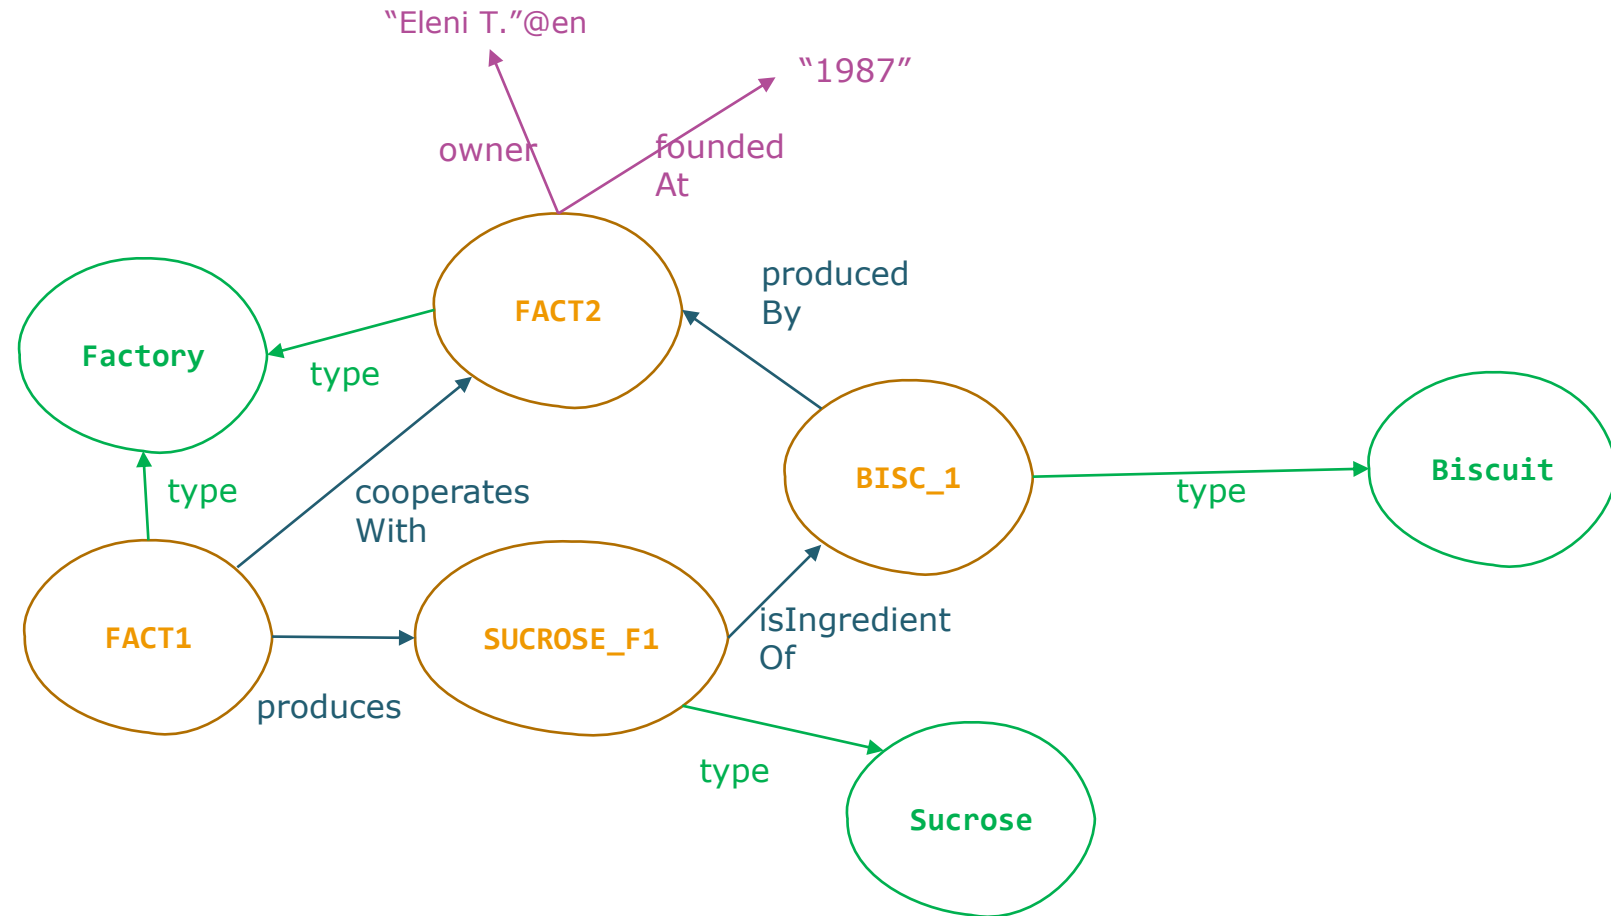 “Eleni T.”@en
“1987”
owner
founded
At
produced
By
FACT2
Factory
type
BISC_1
Biscuit
type
type
cooperates
With
isIngredient
Of
FACT1
SUCROSE_F1
produces
type
Sucrose